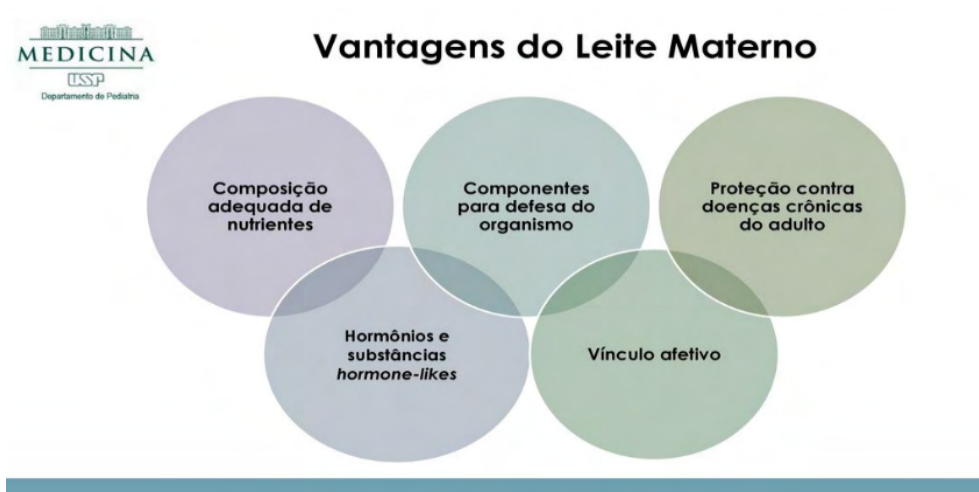 MEDICINA
USP
Departamento de Pediatria
Vantagens do Leite Materno
Composição
adequada de
nutrientes
Componentes
para defesa do
organismo
Proteção contra
doenças crônicas
do adulto
Hormônios e
substâncias
hormone-likes
Vínculo afetivo